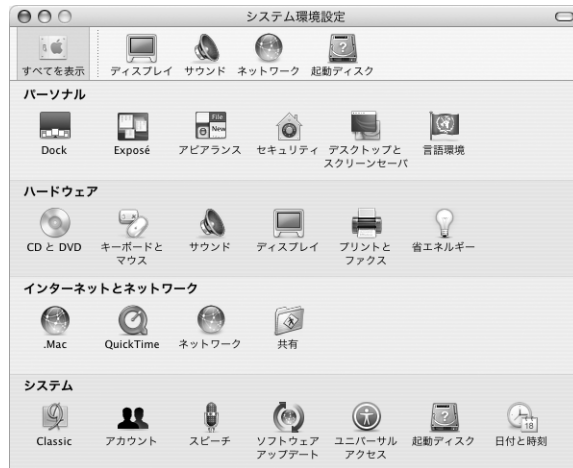 システム環境設定
すべてを表示 ディスプレイ サウンド ネットワーク 起動ディスク
パーソナル
Dock Exposé アピアランス セキュリティ デスクトップと
スクリーンセーバ 言語環境
ハードウェア
CD と DVD キーボードと
マウス サウンド ディスプレイ プリントと
ファクス 省エネルギー
インターネットとネットワーク
.Mac QuickTime ネットワーク 共有
システム
Classic アカウント スピーチ ソフトウェア
アップデート ユニバーサル
アクセス 起動ディスク 日付と時刻